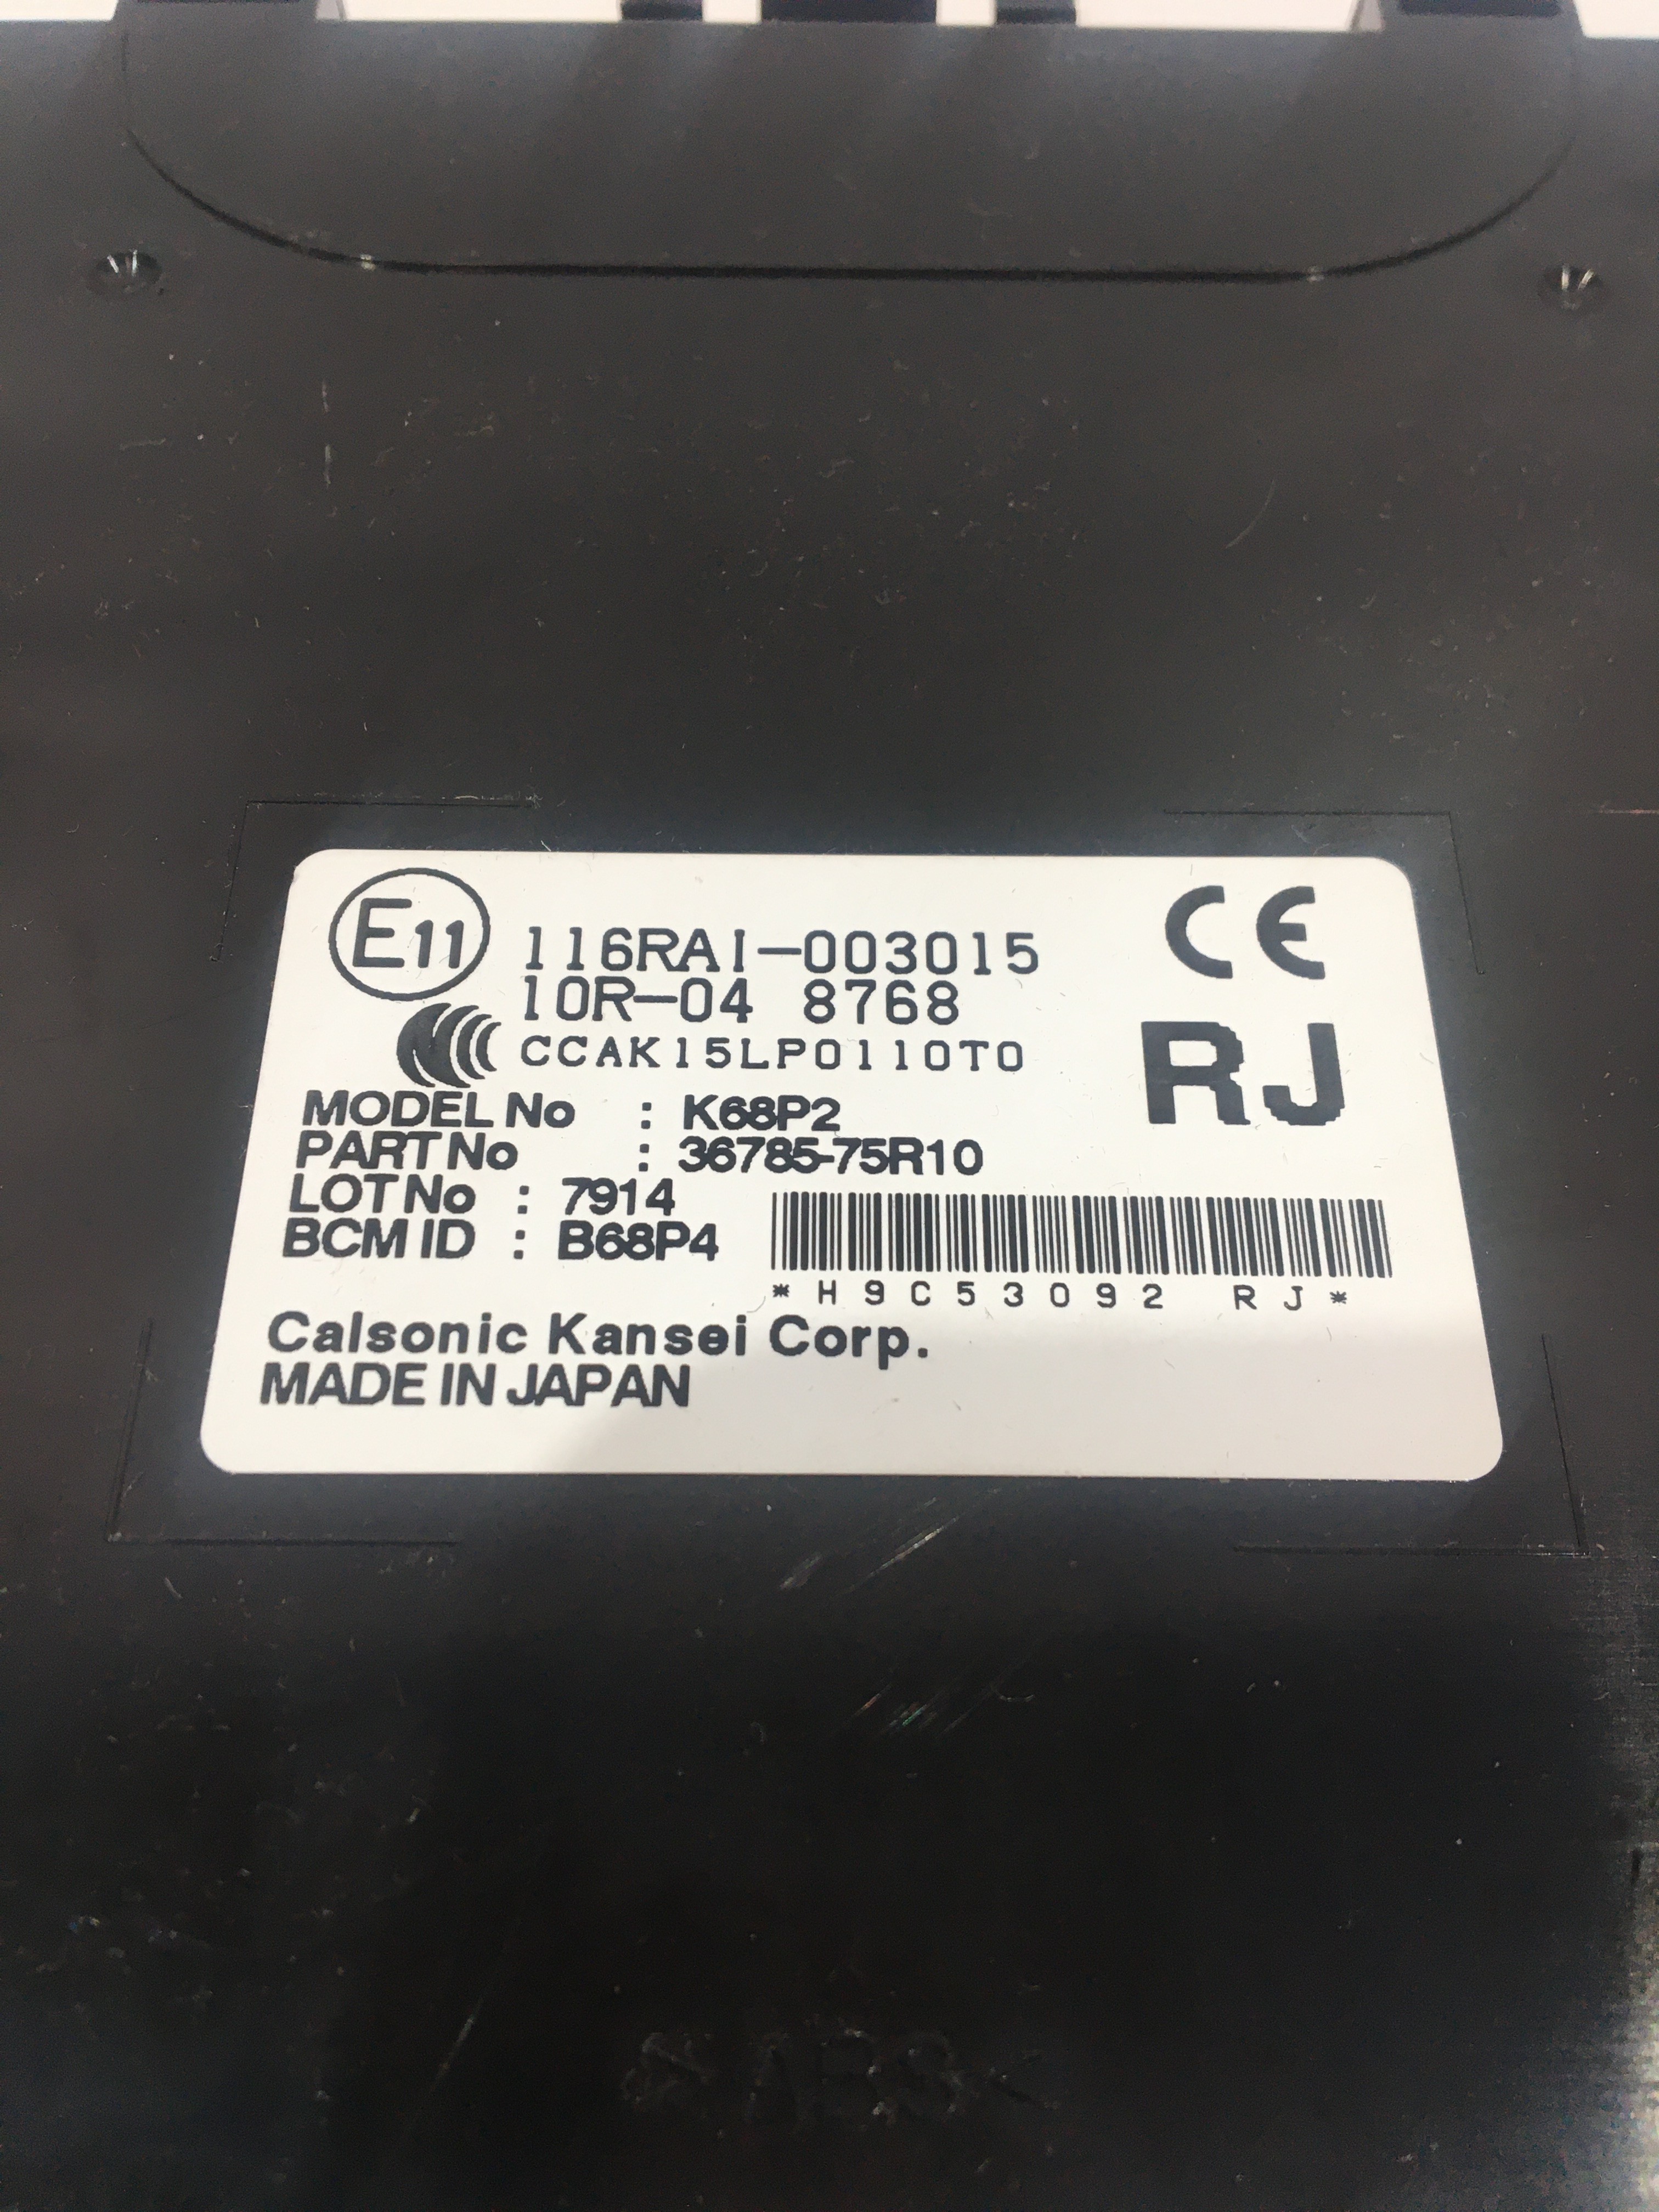 E11
116RAI-003015
10R-04 8768
CCAK15LP0110T0
CE
RJ
MODEL No : K68P2
PART No : 36785-75R10
LOT No : 7914
BCM ID : B68P4
*H9C53092 RJ*
Calsonic Kansei Corp.
MADE IN JAPAN
>ABS<